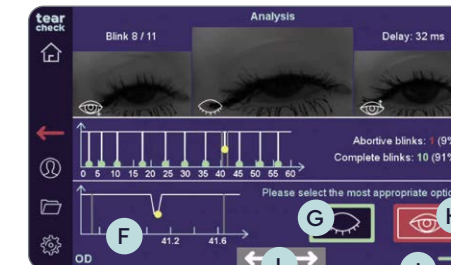 tear
check
Analysis
Blink 8 / 11
Delay: 32 ms
Abortive blinks: 1 (9%
Complete blinks: 10 (91%
0 5 10 15 20 25 30 35 40 45 50 55 60
Please select the most appropriate optio
F
G
H
41.2 41.6
OD